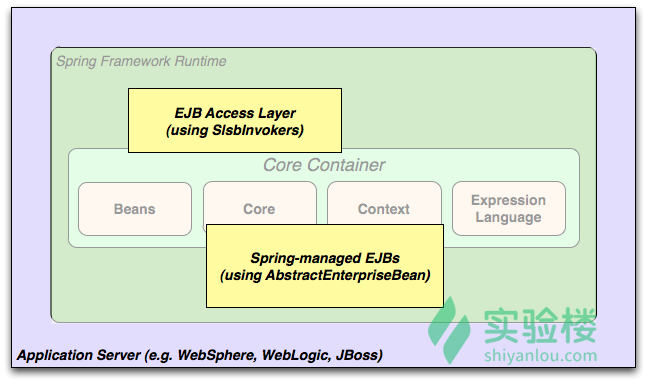 Spring Framework Runtime
EJB Access Layer
(using SlsbInvokers)
Core Container
Beans
Core
Context
Expression
Language
Spring-managed EJBs
(using AbstractEnterpriseBean)
实验楼
shiyanlou.com
Application Server (e.g. WebSphere, WebLogic, JBoss)